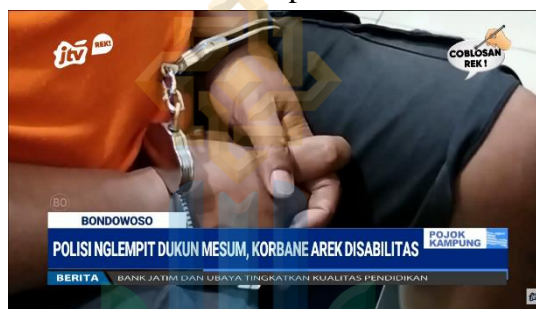 jtv REK!
COBLOSAN
REK!
BONDOWOSO
POLISI NGLEMPIT DUKUN MESUM, KORBANE AREK DISABILITAS
POJOK
KAMPUNG
BERITA BANK JATIM DAN UBAYA TINGKATKAN KUALITAS PENDIDIKAN